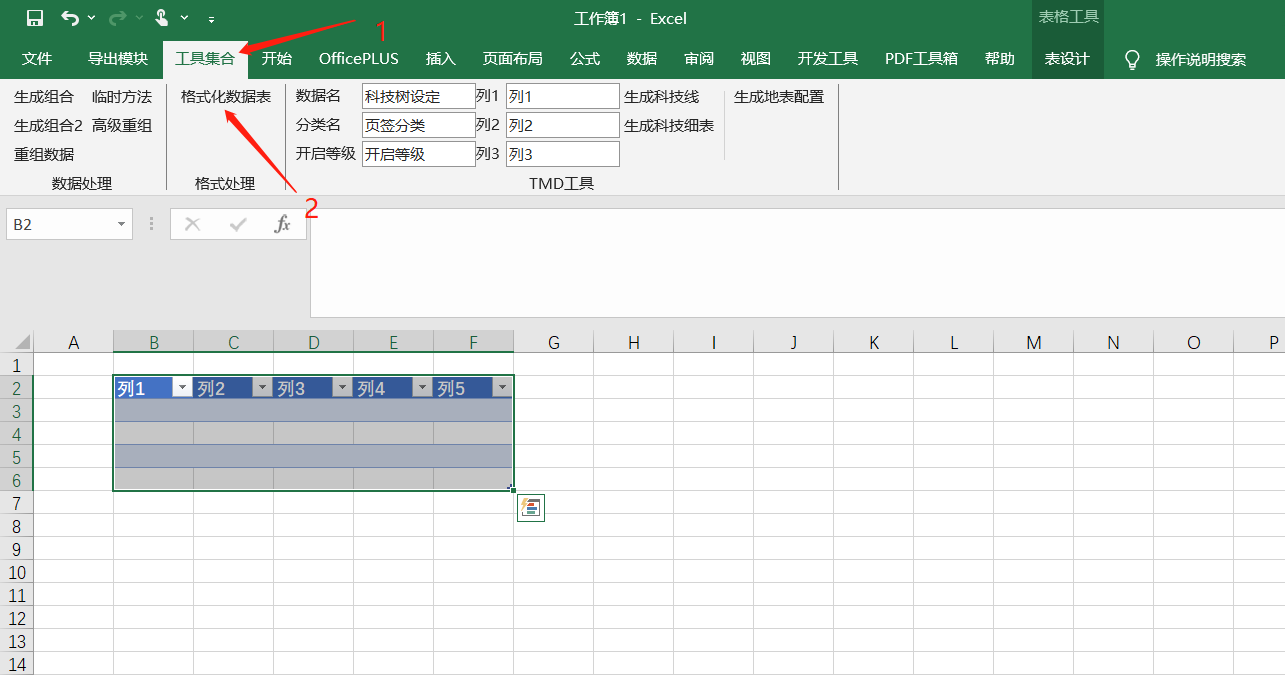 工作簿1 - Excel
表格工具
1
文件 导出模块 工具集合 开始 OfficePLUS 插入 页面布局 公式 数据 审阅 视图 开发工具 PDF工具箱 帮助 表设计 操作说明搜索
生成组合 临时方法 格式化数据表 数据名 科技树设定 列1 列1 生成科技线 生成地表配置
生成组合2 高级重组 分类名 页签分类 列2 列2 生成科技细表
重组数据 开启等级 开启等级 列3 列3
数据处理 格式处理 TMD工具
2
B2 fx
A B C D E F G H I J K L M N O P
1
2 列1 列2 列3 列4 列5
3
4
5
6
7
8
9
10
11
12
13
14